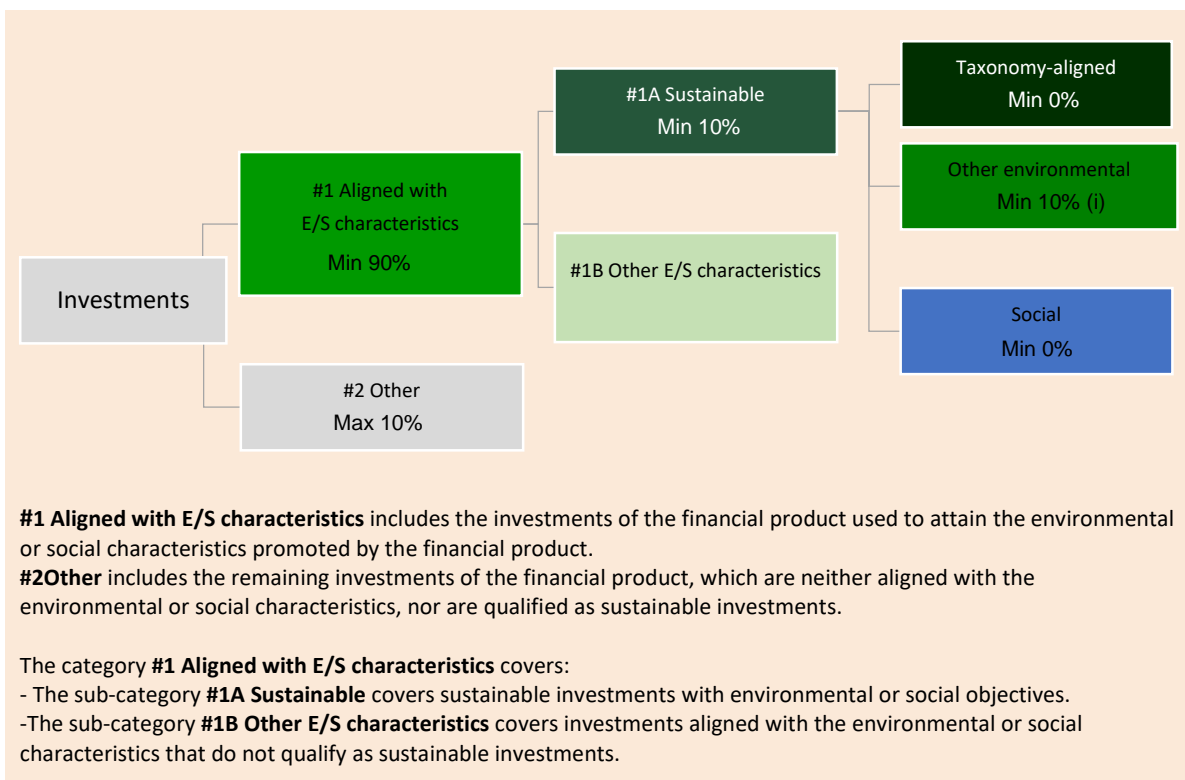 Investments
#1 Aligned with
E/S characteristics
Min 90%
#2 Other
Max 10%
#1A Sustainable
Min 10%
#1B Other E/S characteristics
Taxonomy-aligned
Min 0%
Other environmental
Min 10% (i)
Social
Min 0%
#1 Aligned with E/S characteristics includes the investments of the financial product used to attain the environmental
or social characteristics promoted by the financial product.
#2Other includes the remaining investments of the financial product, which are neither aligned with the
environmental or social characteristics, nor are qualified as sustainable investments.
The category #1 Aligned with E/S characteristics covers:
- The sub-category #1A Sustainable covers sustainable investments with environmental or social objectives.
-The sub-category #1B Other E/S characteristics covers investments aligned with the environmental or social
characteristics that do not qualify as sustainable investments.